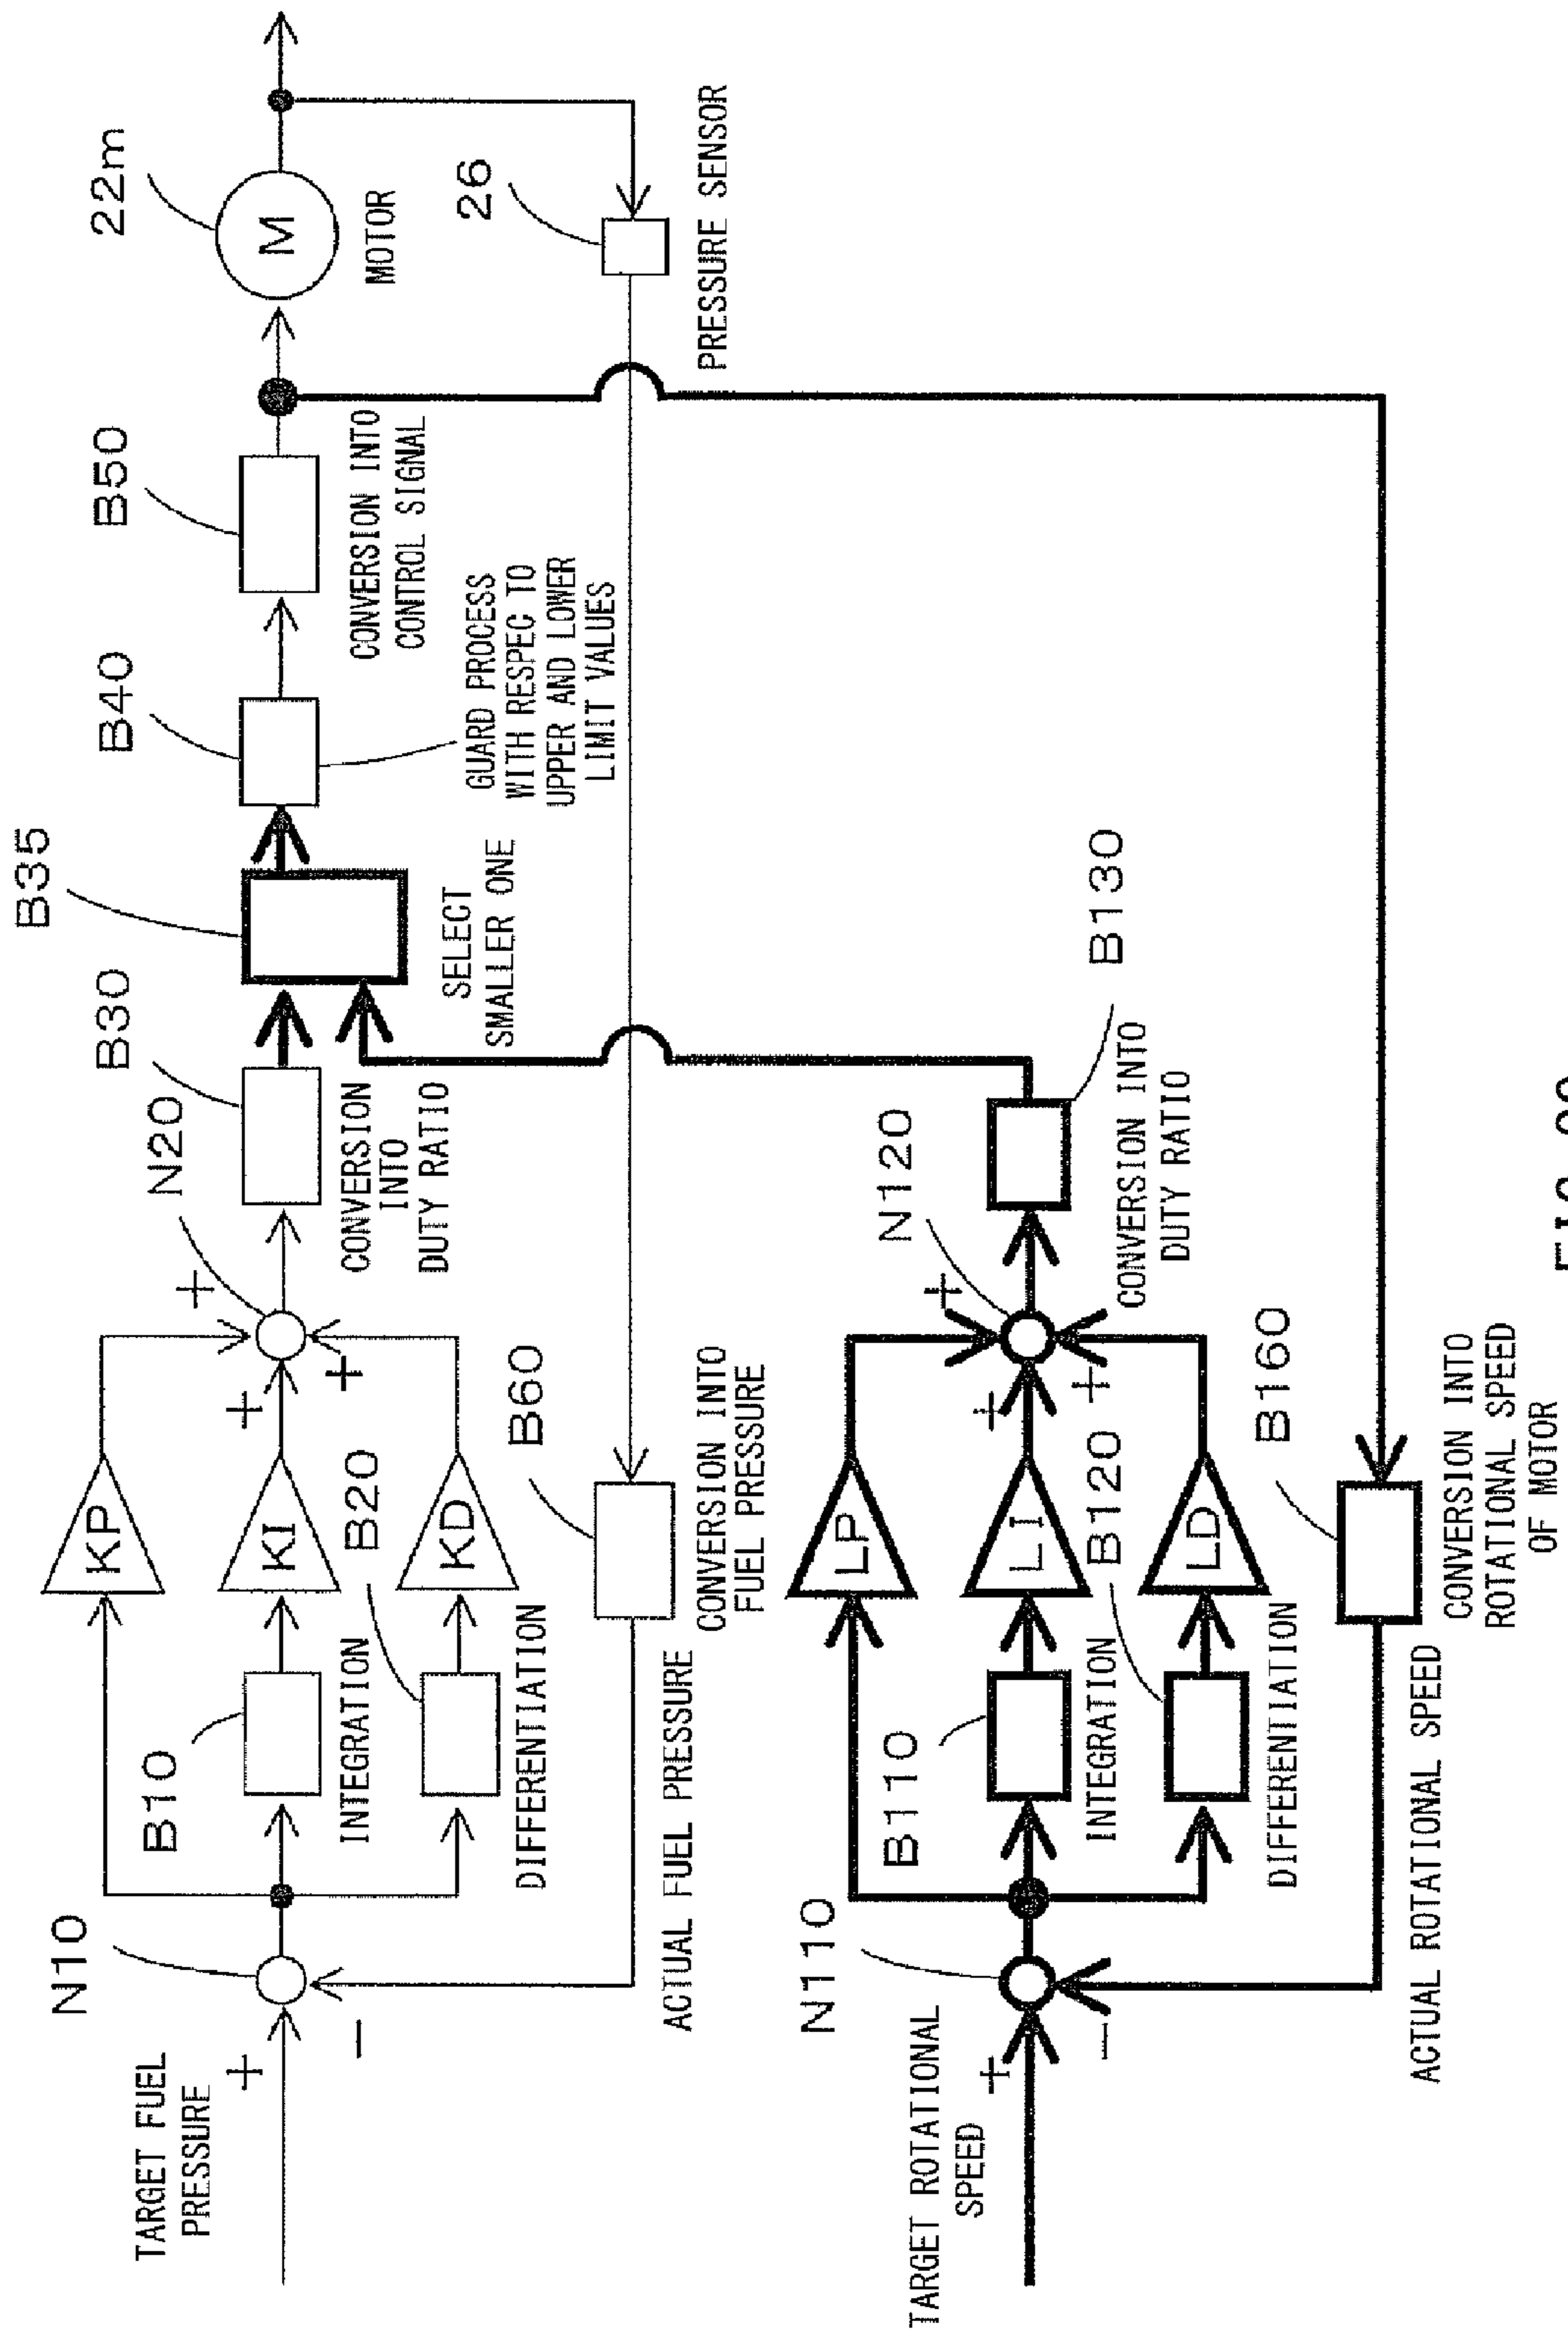 TARGET FUEL
PRESSURE
+
−
N10
B10
INTEGRATION
B20
DIFFERENTIATION
KP
KI
KD
+
+
+
N20
B30
CONVERSION
INTO
DUTY RATIO
B35
SELECT
SMALLER ONE
B40
GUARD PROCESS
WITH RESPEC TO
UPPER AND LOWER
LIMIT VALUES
B50
CONVERSION INTO
CONTROL SIGNAL
22m
M
MOTOR
26
PRESSURE SENSOR
B60
CONVERSION INTO
FUEL PRESSURE
ACTUAL FUEL PRESSURE
TARGET ROTATIONAL
SPEED
+
−
N110
B110
INTEGRATION
B120
DIFFERENTIATION
LP
LI
LD
+
+
+
N120
B130
CONVERSION INTO
DUTY RATIO
B160
CONVERSION INTO
ROTATIONAL SPEED
OF MOTOR
ACTUAL ROTATIONAL SPEED